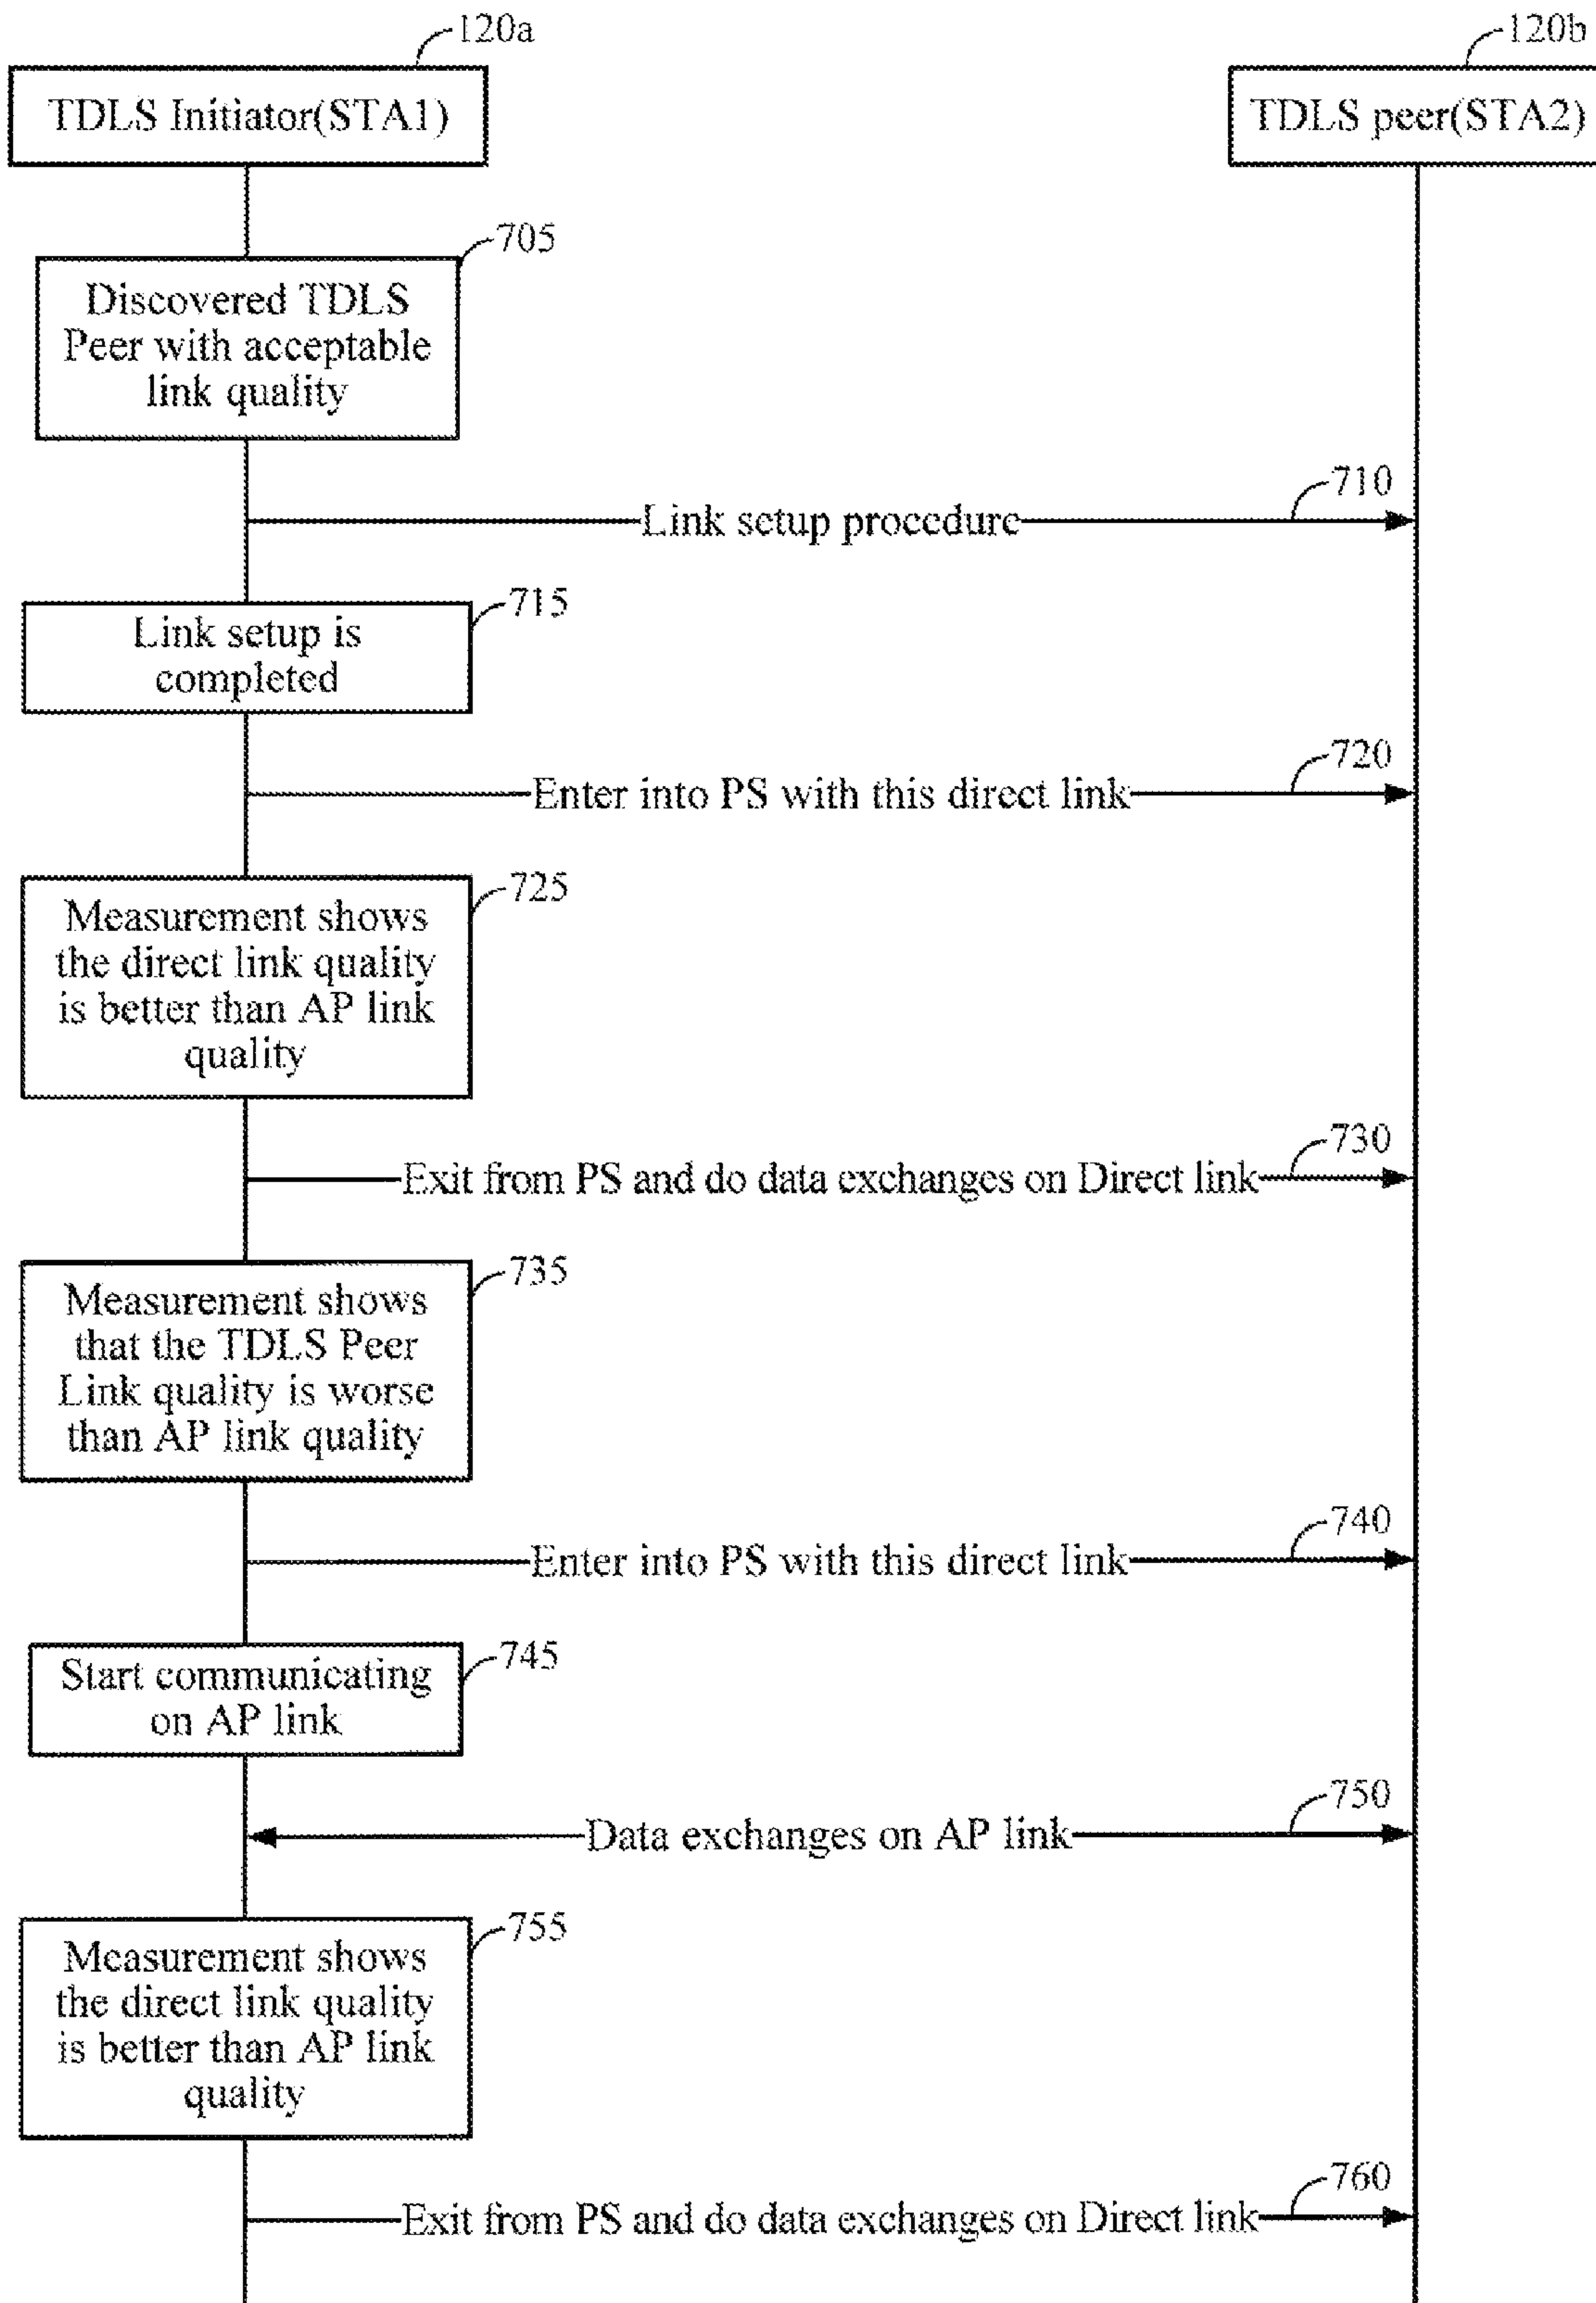 120a
120b
TDLS Initiator(STA1)
TDLS peer(STA2)
705
Discovered TDLS
Peer with acceptable
link quality
710
Link setup procedure
715
Link setup is
completed
720
Enter into PS with this direct link
725
Measurement shows
the direct link quality
is better than AP link
quality
730
Exit from PS and do data exchanges on Direct link
735
Measurement shows
that the TDLS Peer
Link quality is worse
than AP link quality
740
Enter into PS with this direct link
745
Start communicating
on AP link
750
Data exchanges on AP link
755
Measurement shows
the direct link quality
is better than AP link
quality
760
Exit from PS and do data exchanges on Direct link